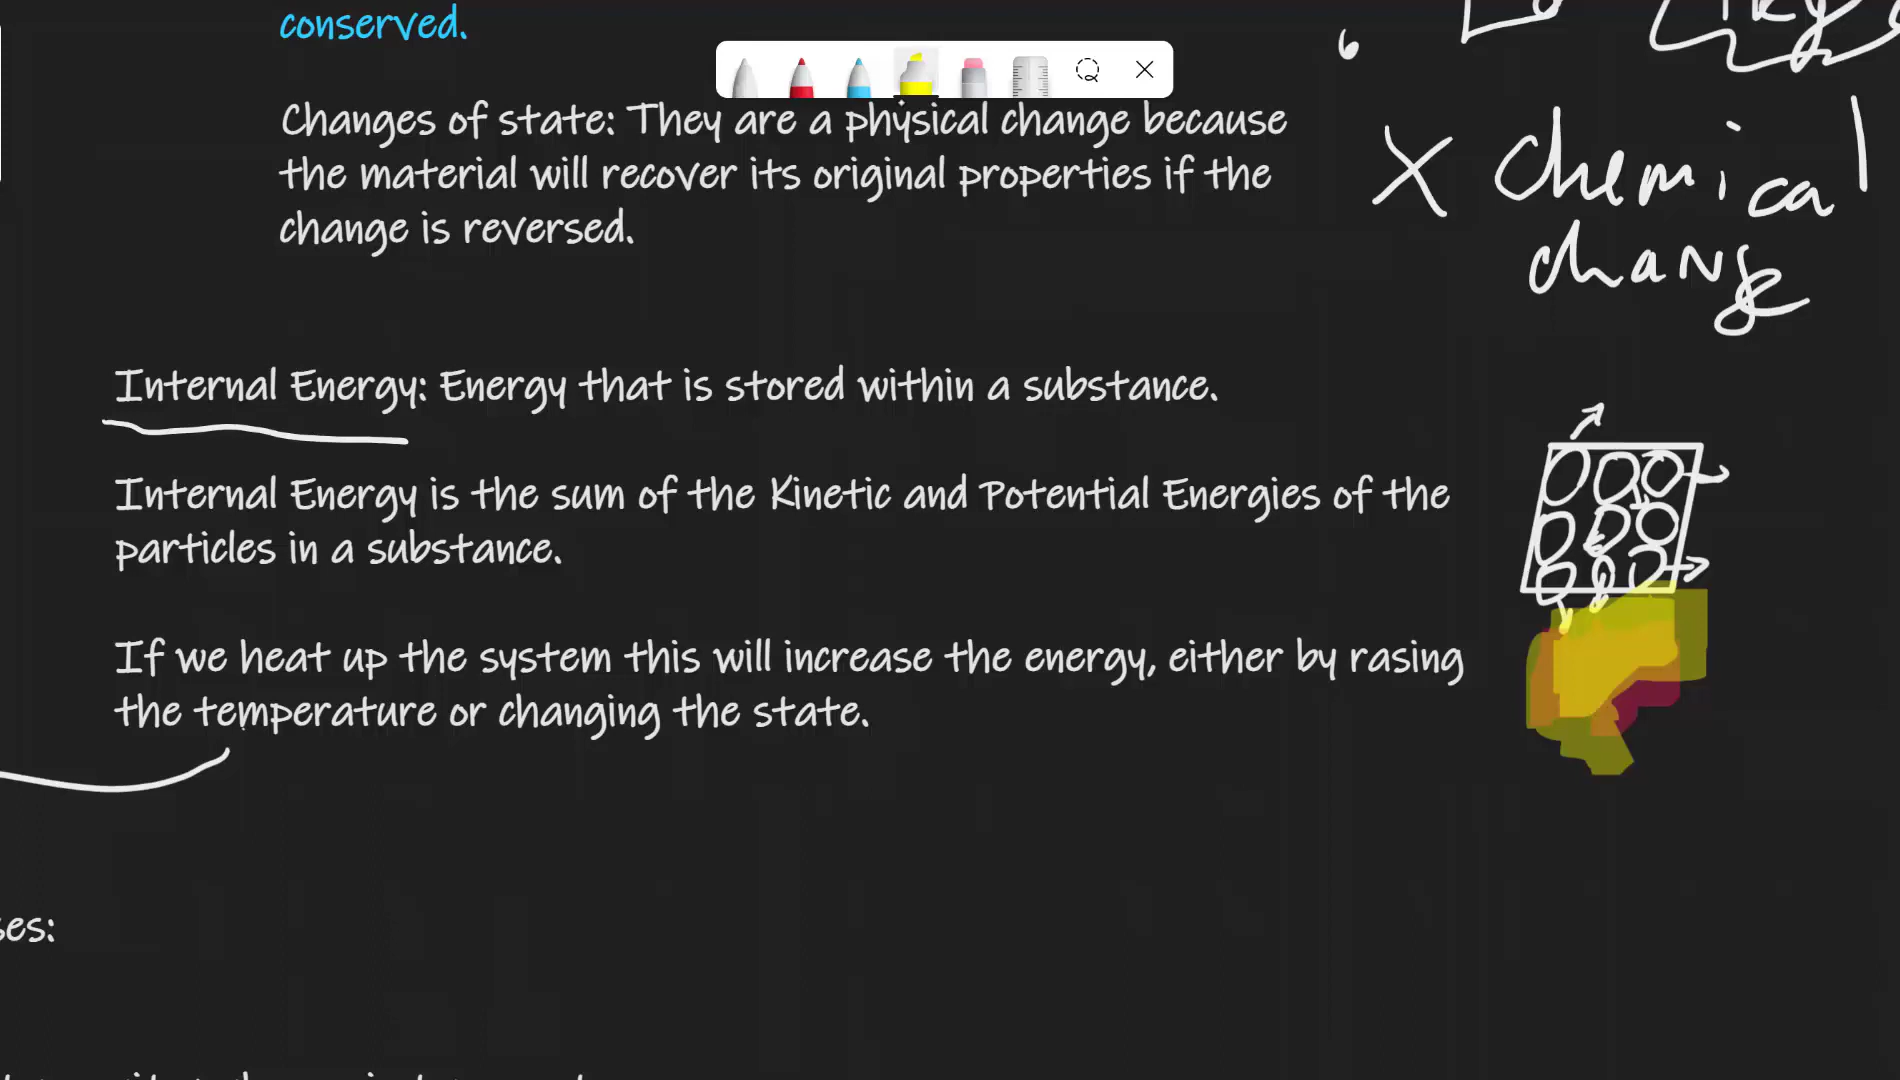 conserved.
6
1kg
Changes of state: They are a physical change because
the material will recover its original properties if the
change is reversed.
X Chemical
change
Internal Energy: Energy that is stored within a substance.
Internal Energy is the sum of the Kinetic and Potential Energies of the
particles in a substance.
If we heat up the system this will increase the energy, either by rasing
the temperature or changing the state.
ses: